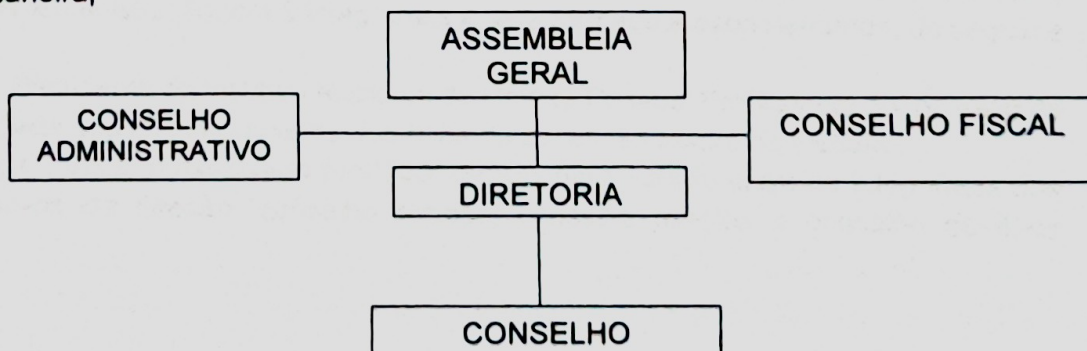 ASSEMBLEIA
GERAL
CONSELHO
ADMINISTRATIVO
CONSELHO FISCAL
DIRETORIA
CONSELHO